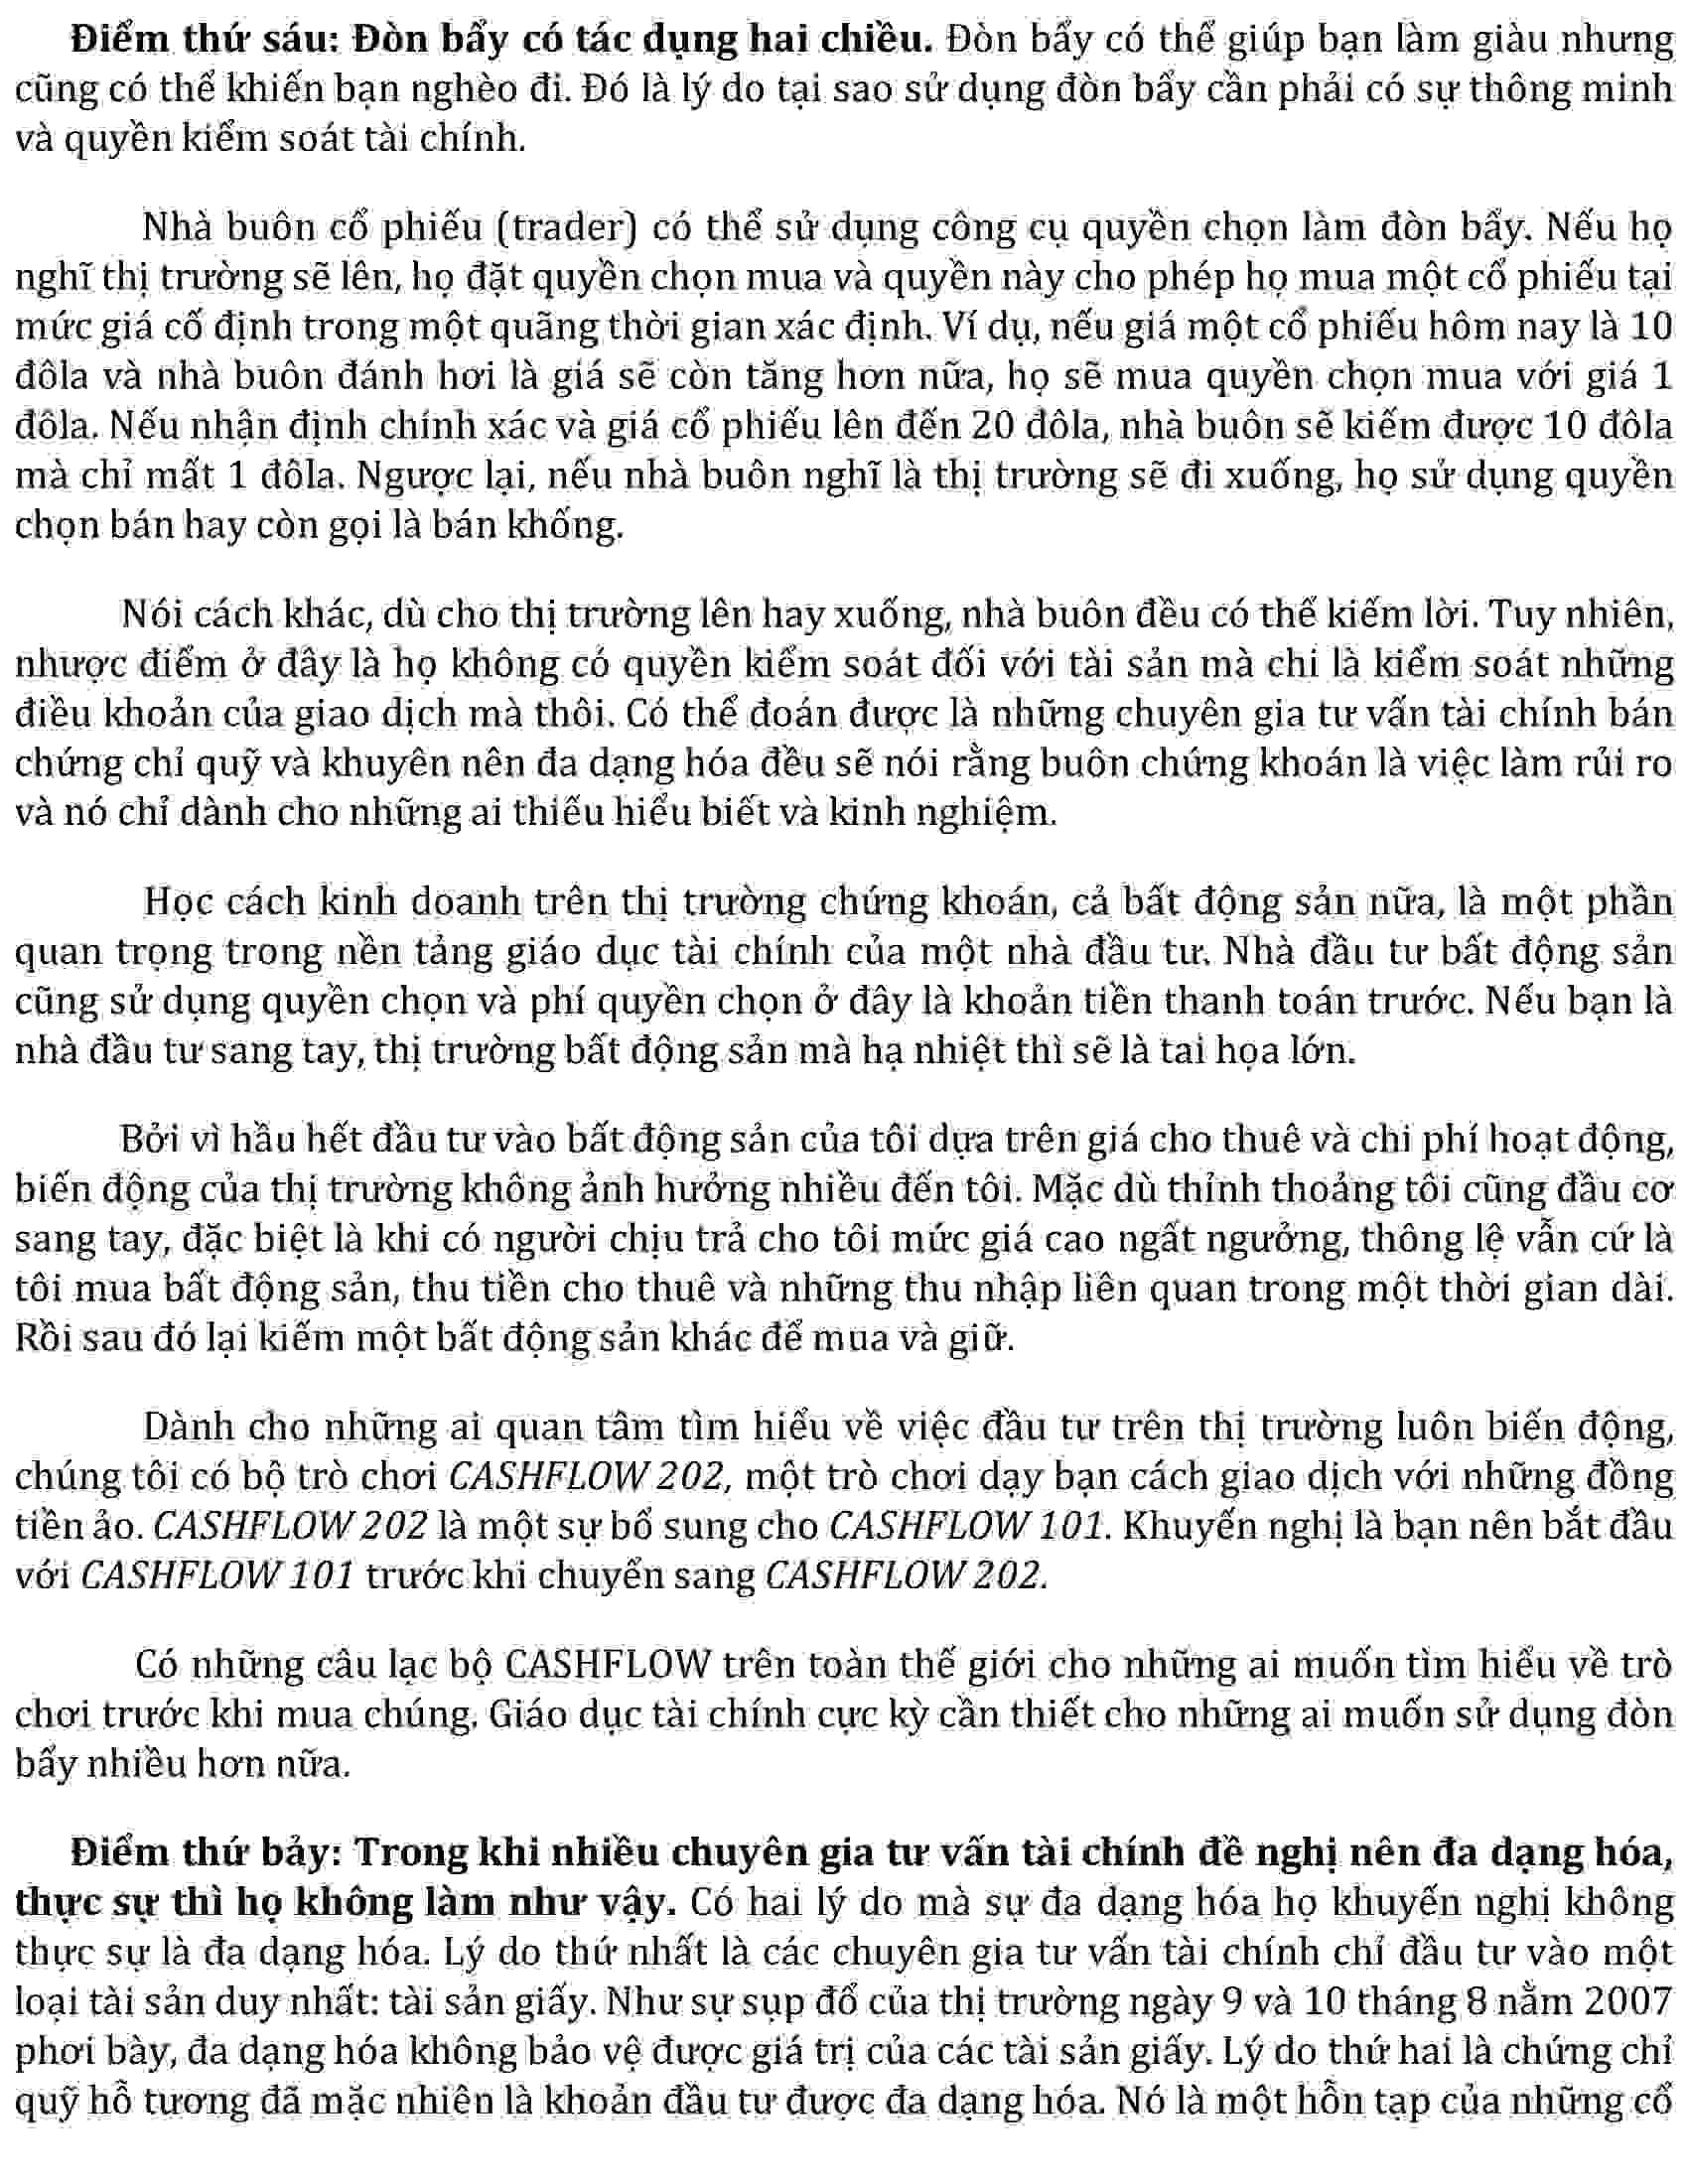 Điểm thứ sáu: Đòn bẩy có tác dụng hai chiều. Đòn bẩy có thể giúp bạn làm giàu nhưng
cũng có thể khiến bạn nghèo đi. Đó là lý do tại sao sử dụng đòn bẩy cần phải có sự thông minh
và quyền kiểm soát tài chính.
Nhà buôn cổ phiếu (trader) có thể sử dụng công cụ quyền chọn làm đòn bẩy. Nếu họ
nghĩ thị trường sẽ lên, họ đặt quyền chọn mua và quyền này cho phép họ mua một cổ phiếu tại
mức giá cố định trong một quãng thời gian xác định. Ví dụ, nếu giá một cổ phiếu hôm nay là 10
đôla và nhà buôn đánh hơi là giá sẽ còn tăng hơn nữa, họ sẽ mua quyền chọn mua với giá 1
đôla. Nếu nhận định chính xác và giá cổ phiếu lên đến 20 đôla, nhà buôn sẽ kiếm được 10 đôla
mà chỉ mất 1 đôla. Ngược lại, nếu nhà buôn nghĩ là thị trường sẽ đi xuống, họ sử dụng quyền
chọn bán hay còn gọi là bán khống.
Nói cách khác, dù cho thị trường lên hay xuống, nhà buôn đều có thể kiếm lời. Tuy nhiên,
nhược điểm ở đây là họ không có quyền kiểm soát đối với tài sản mà chỉ là kiểm soát những
điều khoản của giao dịch mà thôi. Có thể đoán được là những chuyên gia tư vấn tài chính bán
chứng chỉ quỹ và khuyên nên đa dạng hóa đều sẽ nói rằng buôn chứng khoán là việc làm rủi ro
và nó chỉ dành cho những ai thiếu hiểu biết và kinh nghiệm.
Học cách kinh doanh trên thị trường chứng khoán, cả bất động sản nữa, là một phần
quan trọng trong nền tảng giáo dục tài chính của một nhà đầu tư. Nhà đầu tư bất động sản
cũng sử dụng quyền chọn và phí quyền chọn ở đây là khoản tiền thanh toán trước. Nếu bạn là
nhà đầu tư sang tay, thị trường bất động sản mà hạ nhiệt thì sẽ là tai họa lớn.
Bởi vì hầu hết đầu tư vào bất động sản của tôi dựa trên giá cho thuê và chi phí hoạt động,
biến động của thị trường không ảnh hưởng nhiều đến tôi. Mặc dù thỉnh thoảng tôi cũng đầu cơ
sang tay, đặc biệt là khi có người chịu trả cho tôi mức giá cao ngất ngưởng, thông lệ vẫn cứ là
tôi mua bất động sản, thu tiền cho thuê và những thu nhập liên quan trong một thời gian dài.
Rồi sau đó lại kiếm một bất động sản khác để mua và giữ.
Dành cho những ai quan tâm tìm hiểu về việc đầu tư trên thị trường luôn biến động,
chúng tôi có bộ trò chơi CASHFLOW 202, một trò chơi dạy bạn cách giao dịch với những đồng
tiền ảo. CASHFLOW 202 là một sự bổ sung cho CASHFLOW 101. Khuyến nghị là bạn nên bắt đầu
với CASHFLOW 101 trước khi chuyển sang CASHFLOW 202.
Có những câu lạc bộ CASHFLOW trên toàn thế giới cho những ai muốn tìm hiểu về trò
chơi trước khi mua chúng. Giáo dục tài chính cực kỳ cần thiết cho những ai muốn sử dụng đòn
bẩy nhiều hơn nữa.
Điểm thứ bảy: Trong khi nhiều chuyên gia tư vấn tài chính đề nghị nên đa dạng hóa,
thực sự thì họ không làm như vậy. Có hai lý do mà sự đa dạng hóa họ khuyến nghị không
thực sự là đa dạng hóa. Lý do thứ nhất là các chuyên gia tư vấn tài chính chỉ đầu tư vào một
loại tài sản duy nhất: tài sản giấy. Như sự sụp đổ của thị trường ngày 9 và 10 tháng 8 nằm 2007
phơi bày, đa dạng hóa không bảo vệ được giá trị của các tài sản giấy. Lý do thứ hai là chứng chỉ
quỹ hỗ tương đã mặc nhiên là khoản đầu tư được đa dạng hóa. Nó là một hỗn tạp của những cổ